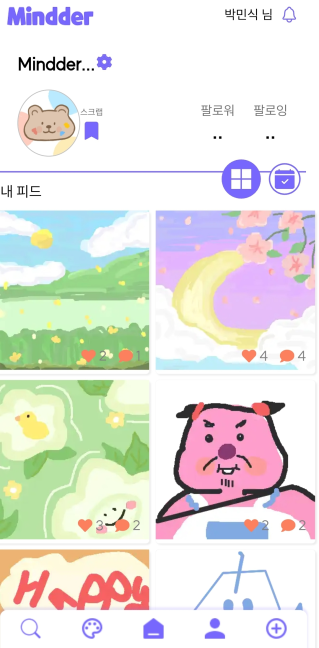 Mindder
박민식 님
Mindder...
스크랩
팔로워 팔로잉
.. ..
내 피드
1
4 4
3 2
2 2
Happy